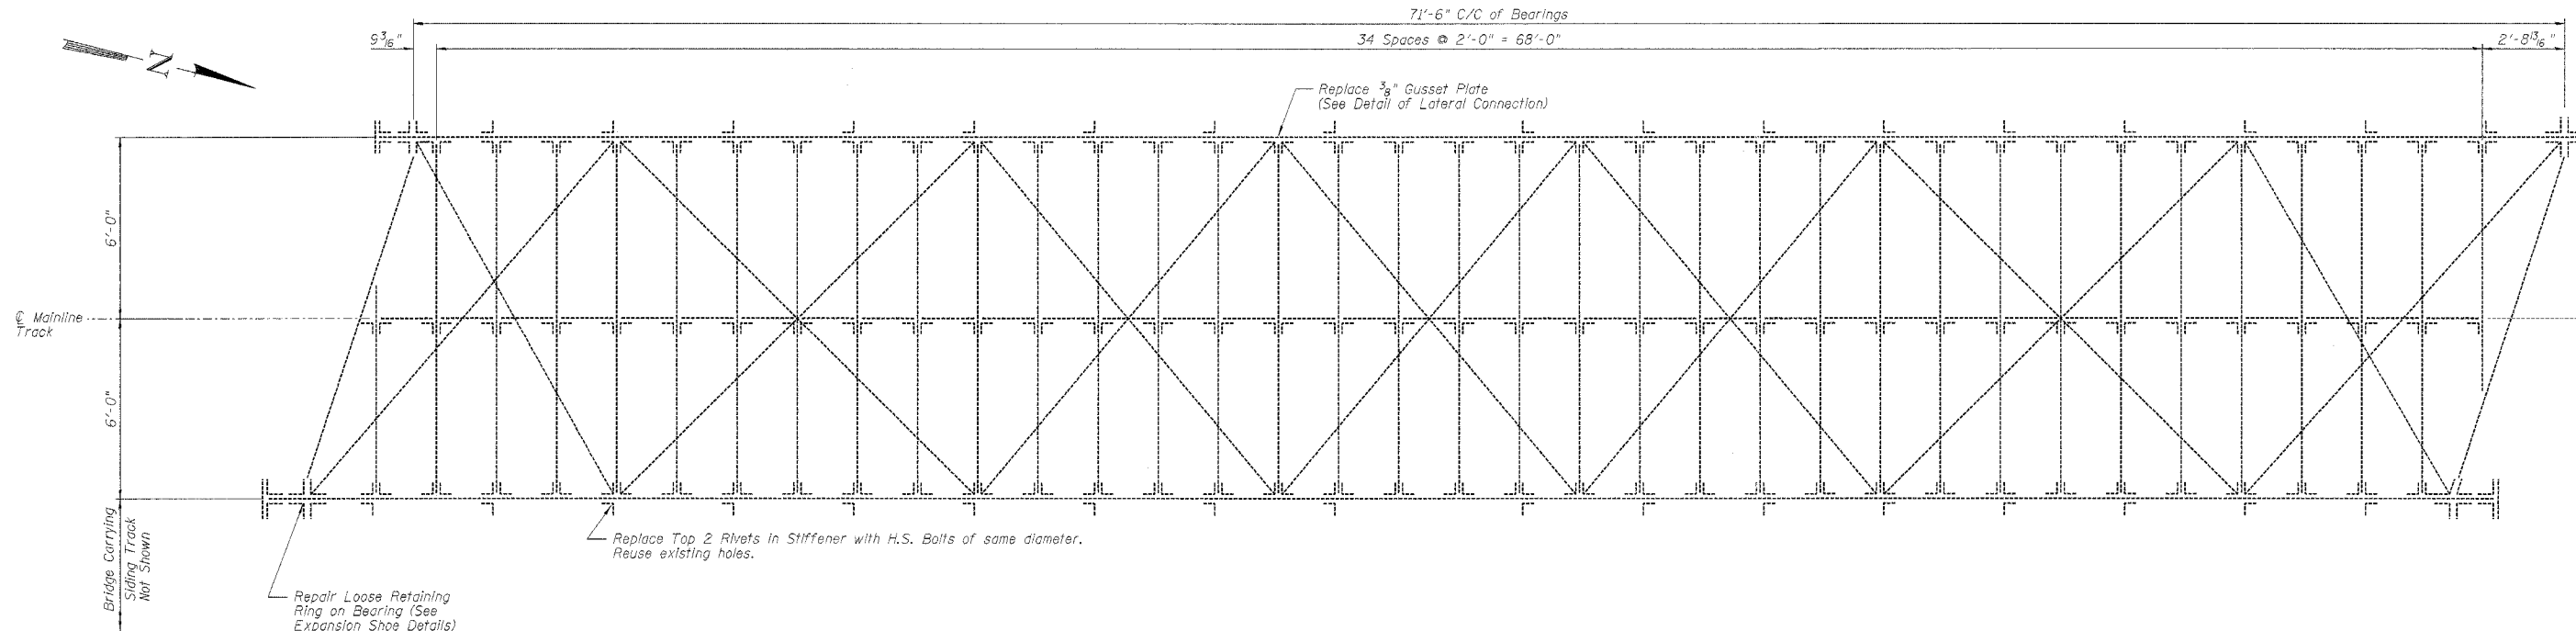 71'-6" C/C of Bearings
9 3/16"
34 Spaces @ 2'-0" = 68'-0"
2'-8 13/16"
N
Replace 3/8" Gusset Plate
(See Detail of Lateral Connection)
6'-0"
℄ Mainline
Track
6'-0"
Replace Top 2 Rivets in Stiffener with H.S. Bolts of same diameter.
Reuse existing holes.
Bridge Carrying
Siding Track
Not Shown
Repair Loose Retaining
Ring on Bearing (See
Expansion Shoe Details)